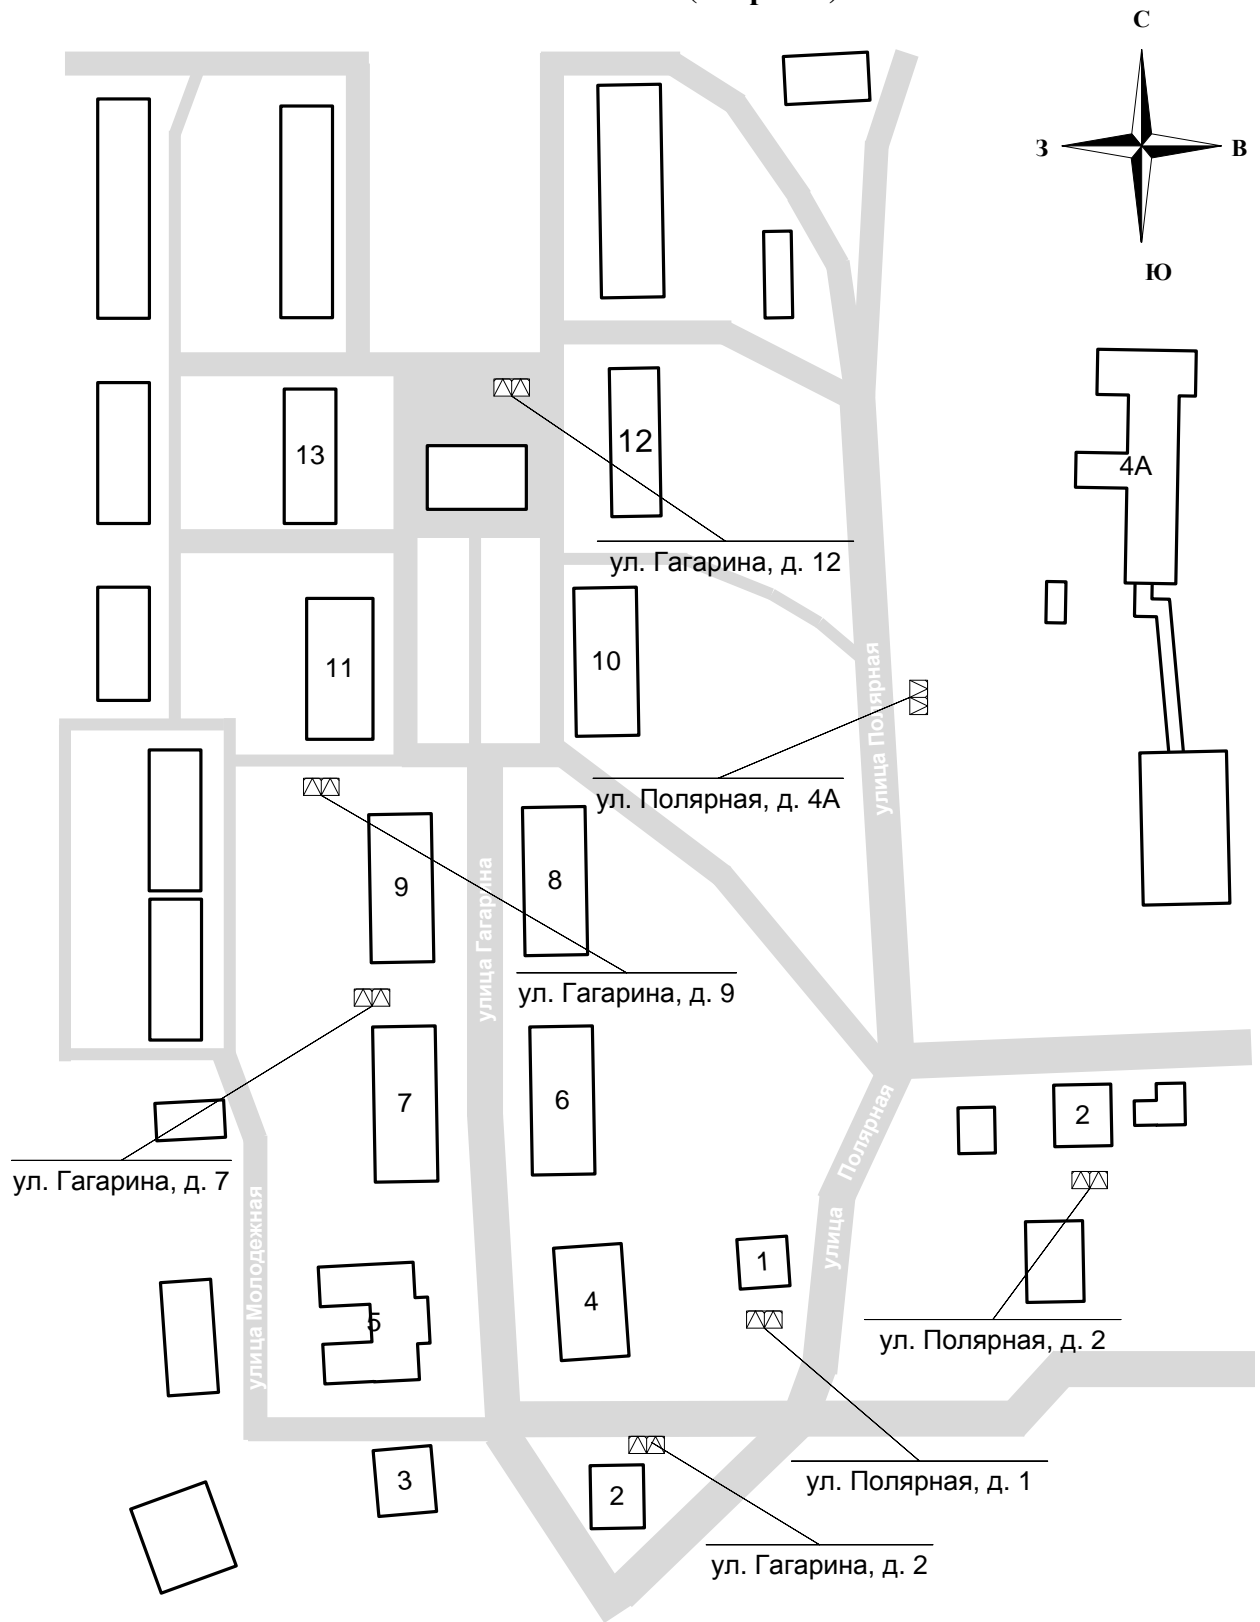 С
З
В
Ю
13
12
4А
ул. Гагарина, д. 12
11
10
улица Полярная
ул. Полярная, д. 4А
9
8
улица Гагарина
ул. Гагарина, д. 9
7
6
2
улица Полярная
ул. Гагарина, д. 7
улица Молодежная
1
5
4
ул. Полярная, д. 2
3
2
ул. Полярная, д. 1
ул. Гагарина, д. 2